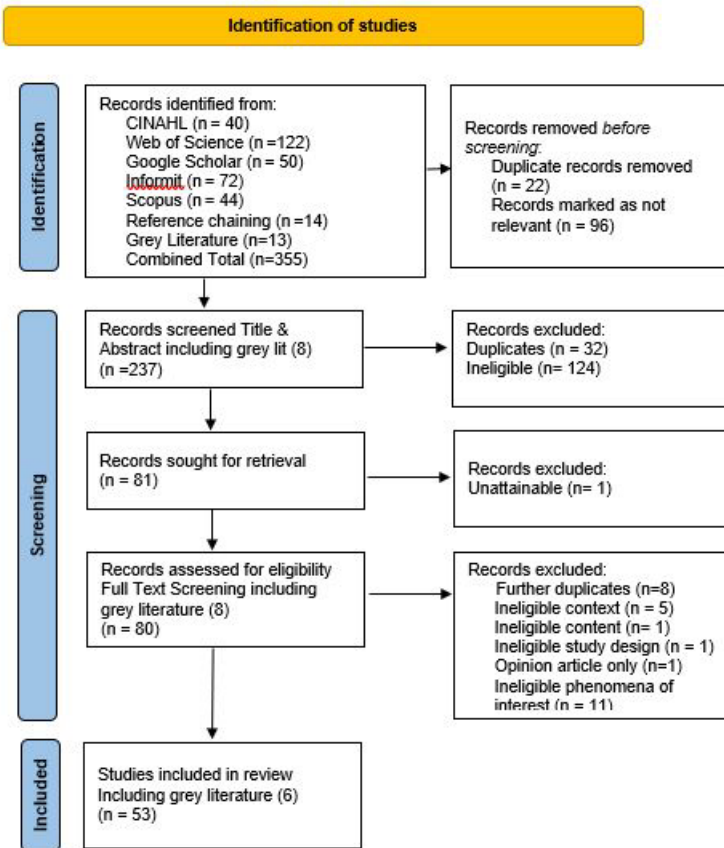 Identification of studies
Identification
Records identified from:
CINAHL (n = 40)
Web of Science (n =122)
Google Scholar (n = 50)
Informit (n = 72)
Scopus (n = 44)
Reference chaining (n =14)
Grey Literature (n=13)
Combined Total (n=355)
Records removed before
screening:
Duplicate records removed
(n = 22)
Records marked as not
relevant (n = 96)
Screening
Records screened Title &
Abstract including grey lit (8)
(n =237)
Records excluded:
Duplicates (n = 32)
Ineligible (n= 124)
Records sought for retrieval
(n = 81)
Records excluded:
Unattainable (n= 1)
Records assessed for eligibility
Full Text Screening including
grey literature (8)
(n = 80)
Records excluded:
Further duplicates (n=8)
Ineligible context (n = 5)
Ineligible content (n= 1)
Ineligible study design (n = 1)
Opinion article only (n=1)
Ineligible phenomena of
interest (n = 11)
Included
Studies included in review
Including grey literature (6)
(n = 53)